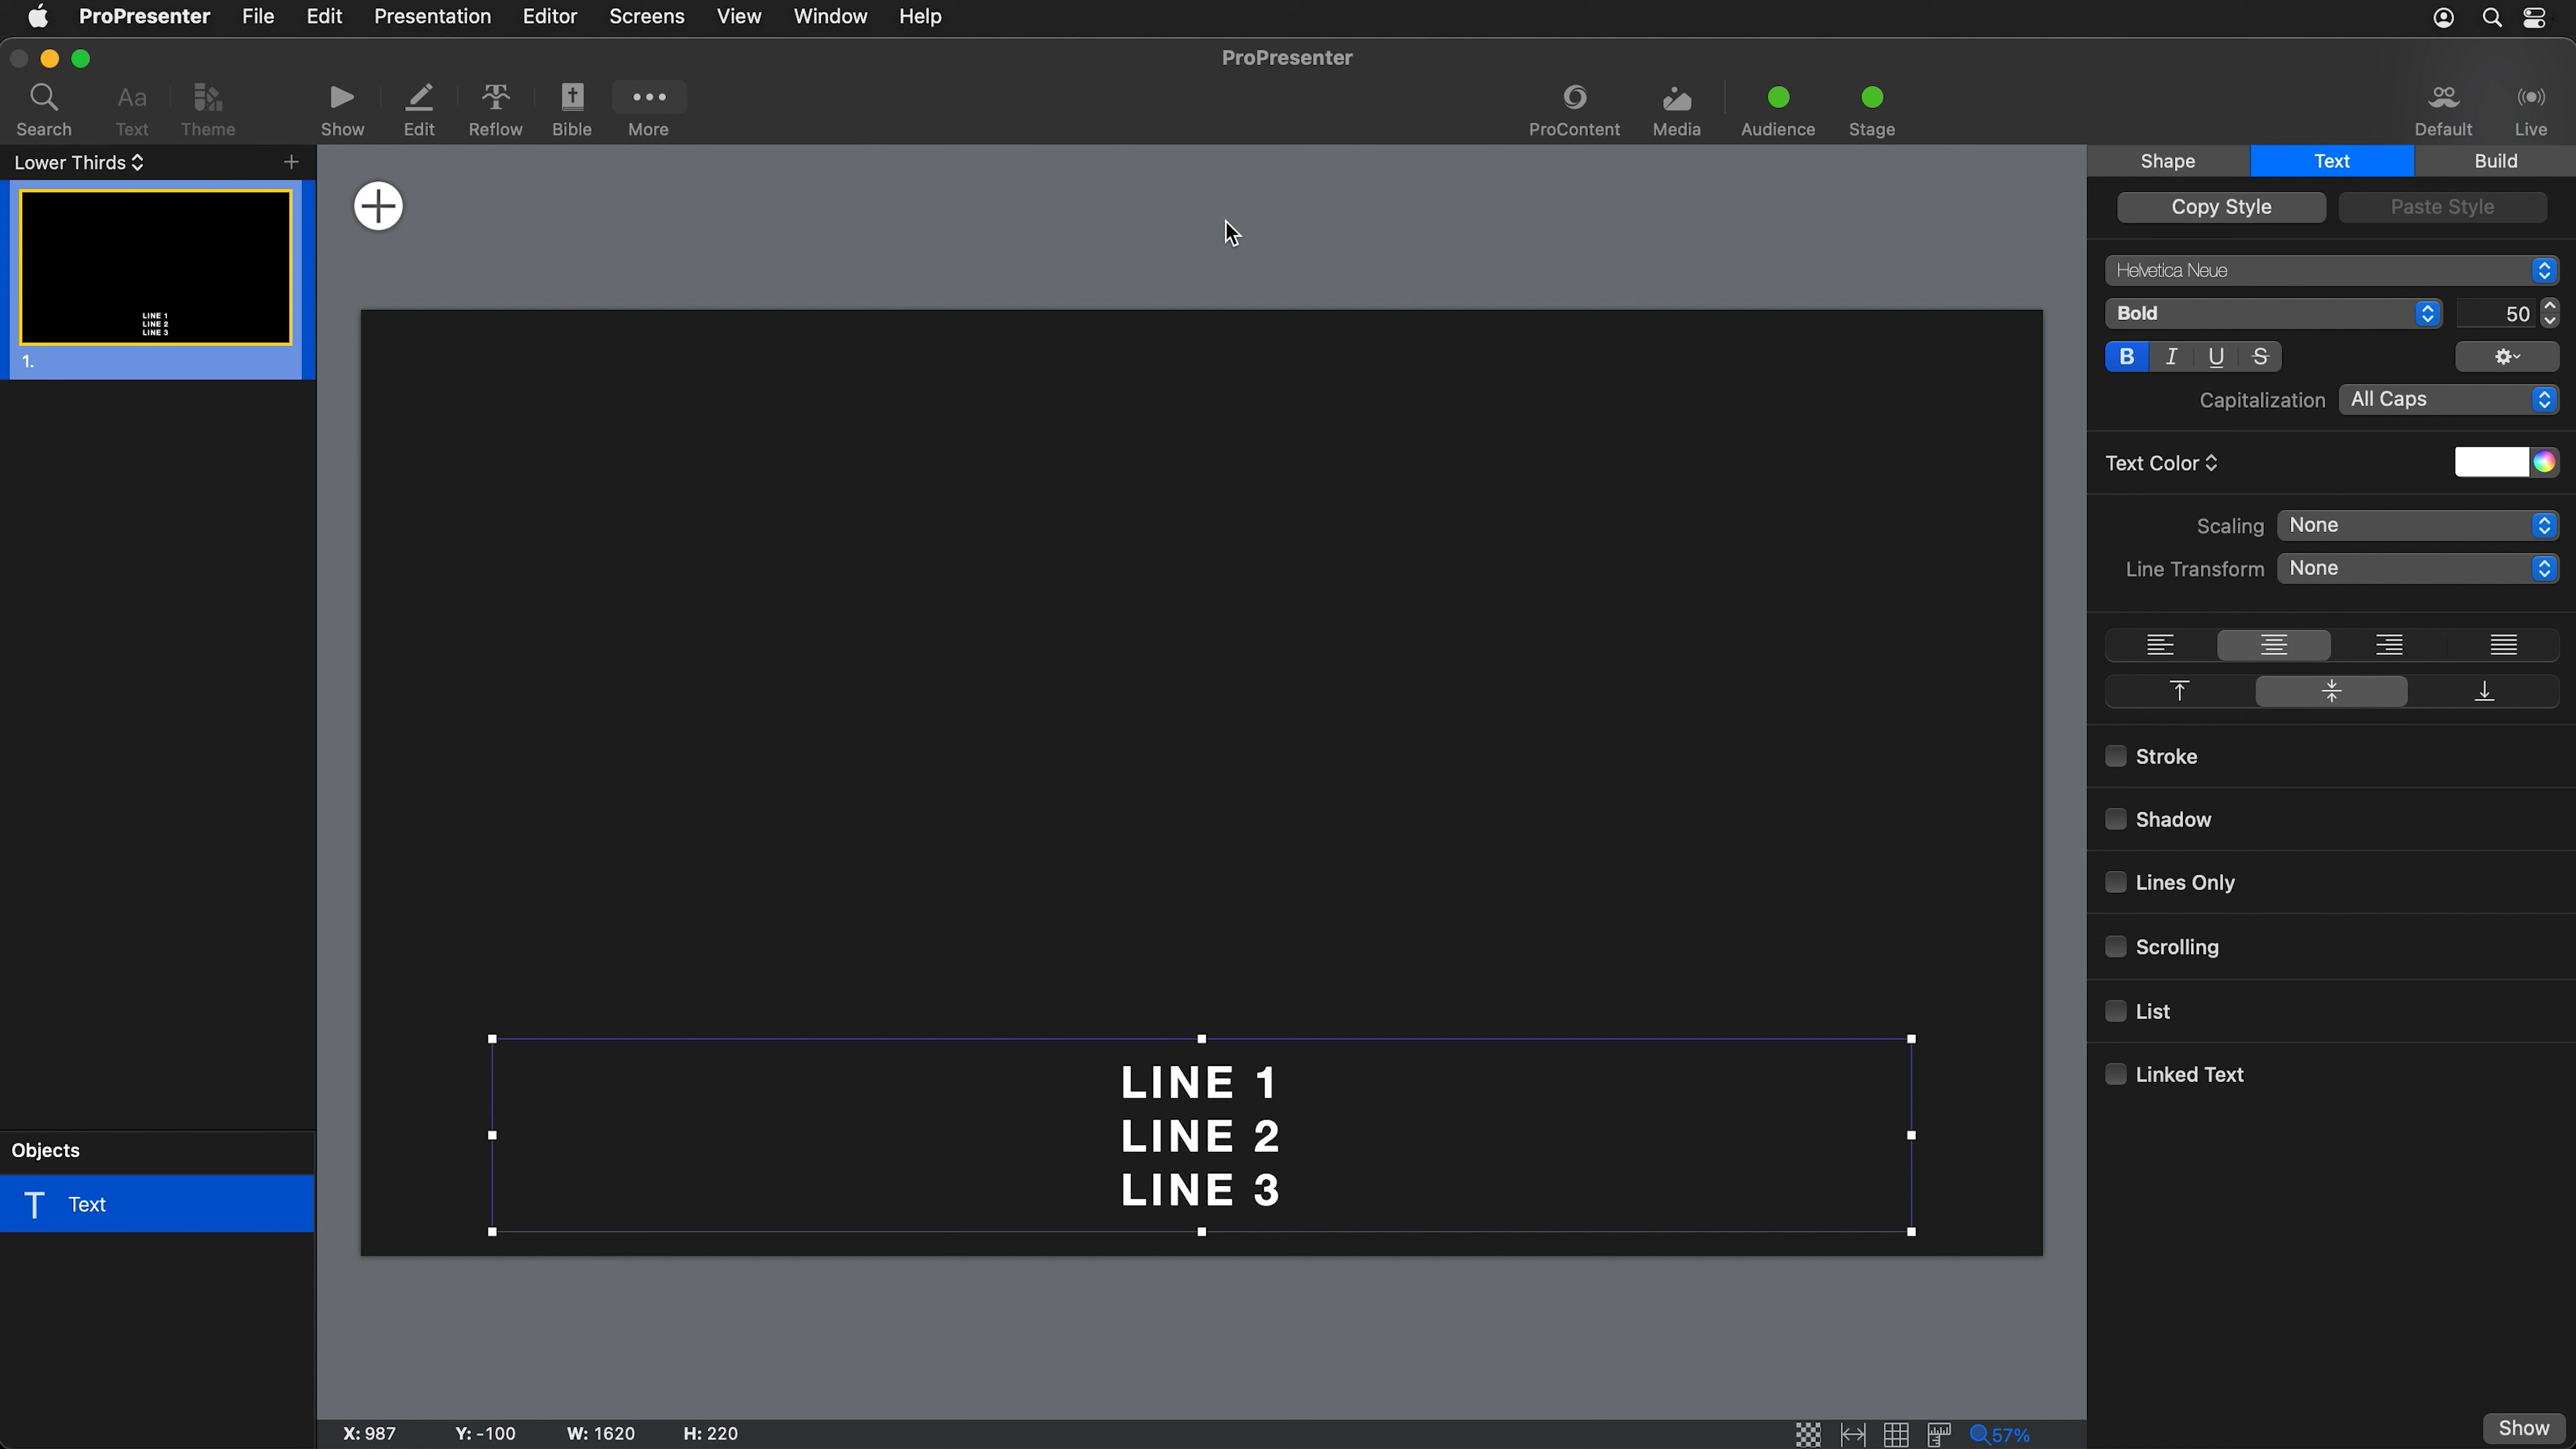 ProPresenter File Edit Presentation Editor Screens View Window Help
ProPresenter
Search Text Theme Show Edit Reflow Bible More ProContent Media Audience Stage Default Live
Lower Thirds
LINE 1
LINE 2
LINE 3
1.
Objects
Text
LINE 1
LINE 2
LINE 3
X: 987 Y: -100 W: 1620 H: 220
57%
Shape Text Build
Copy Style Paste Style
Helvetica Neue
Bold 50
B I U S
Capitalization All Caps
Text Color
Scaling None
Line Transform None
Stroke
Shadow
Lines Only
Scrolling
List
Linked Text
Show